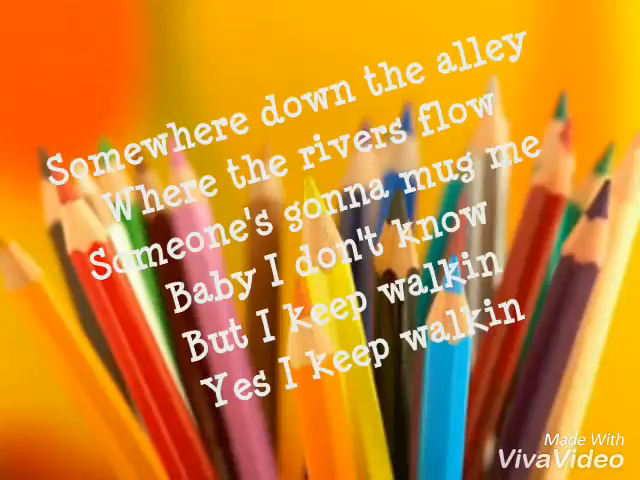 Somewhere down the alley
Where the rivers flow
Someone's gonna mug me
Baby I don't know
But I keep walkin
Yes I keep walkin
Made With
VivaVideo